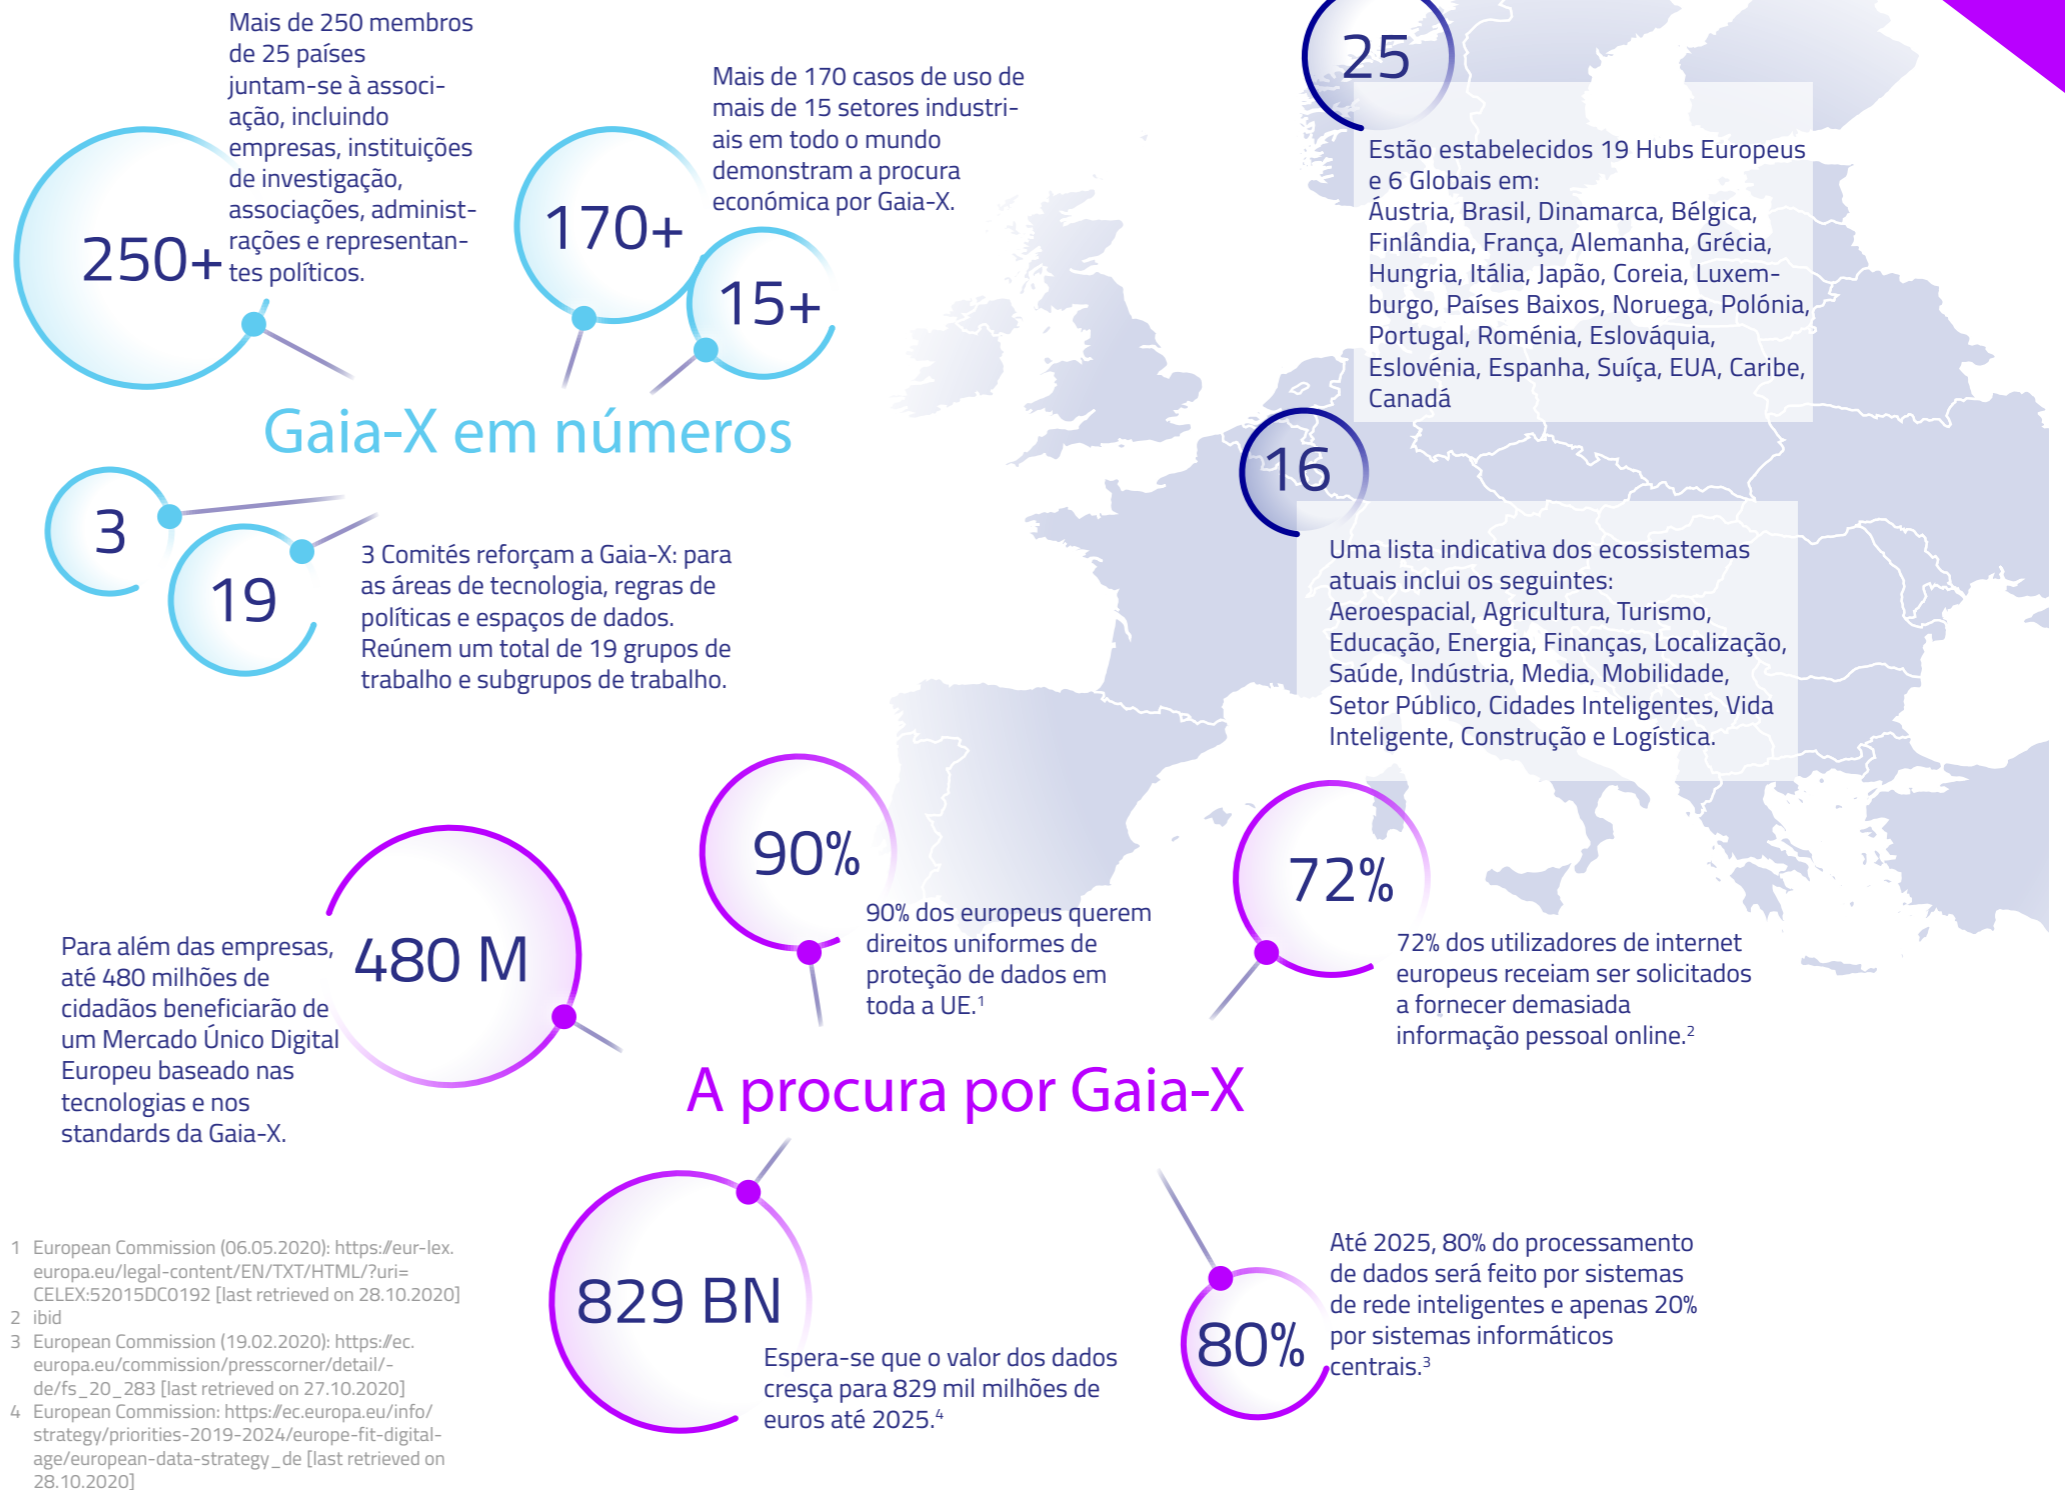 Mais de 250 membros
de 25 países
juntam-se à associ-
ação, incluindo
empresas, instituições
de investigação,
associações, administ-
rações e representan-
tes políticos.
250+
Mais de 170 casos de uso de
mais de 15 setores industri-
ais em todo o mundo
demonstram a procura
económica por Gaia-X.
170+
15+
Gaia-X em números
3
19
3 Comités reforçam a Gaia-X: para
as áreas de tecnologia, regras de
políticas e espaços de dados.
Reúnem um total de 19 grupos de
trabalho e subgrupos de trabalho.
25
Estão estabelecidos 19 Hubs Europeus
e 6 Globais em:
Áustria, Brasil, Dinamarca, Bélgica,
Finlândia, França, Alemanha, Grécia,
Hungria, Itália, Japão, Coreia, Luxem-
burgo, Países Baixos, Noruega, Polónia,
Portugal, Roménia, Eslováquia,
Eslovénia, Espanha, Suíça, EUA, Caribe,
Canadá
16
Uma lista indicativa dos ecossistemas
atuais inclui os seguintes:
Aeroespacial, Agricultura, Turismo,
Educação, Energia, Finanças, Localização,
Saúde, Indústria, Media, Mobilidade,
Setor Público, Cidades Inteligentes, Vida
Inteligente, Construção e Logística.
480 M
Para além das empresas,
até 480 milhões de
cidadãos beneficiarão de
um Mercado Único Digital
Europeu baseado nas
tecnologias e nos
standards da Gaia-X.
90%
90% dos europeus querem
direitos uniformes de
proteção de dados em
toda a UE.¹
72%
72% dos utilizadores de internet
europeus receiam ser solicitados
a fornecer demasiada
informação pessoal online.²
A procura por Gaia-X
829 BN
Espera-se que o valor dos dados
cresça para 829 mil milhões de
euros até 2025.⁴
80%
Até 2025, 80% do processamento
de dados será feito por sistemas
de rede inteligentes e apenas 20%
por sistemas informáticos
centrais.³
1 European Commission (06.05.2020): https://eur-lex.
europa.eu/legal-content/EN/TXT/HTML/?uri=
CELEX:52015DC0192 [last retrieved on 28.10.2020]
2 ibid
3 European Commission (19.02.2020): https://ec.
europa.eu/commission/presscorner/detail/-
de/fs_20_283 [last retrieved on 27.10.2020]
4 European Commission: https://ec.europa.eu/info/
strategy/priorities-2019-2024/europe-fit-digital-
age/european-data-strategy_de [last retrieved on
28.10.2020]